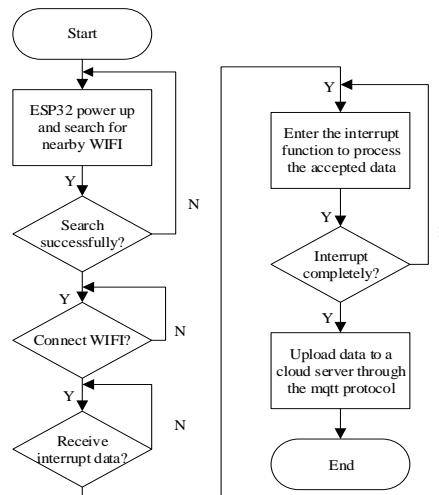 Start
ESP32 power up
and search for
nearby WIFI
Y
N
Search
successfully?
Y
Connect WIFI?
N
Y
Receive
interrupt data?
N
Y
Enter the interrupt
function to process
the accepted data
Y
Interrupt
completely?
Y
Upload data to a
cloud server through
the mqtt protocol
End